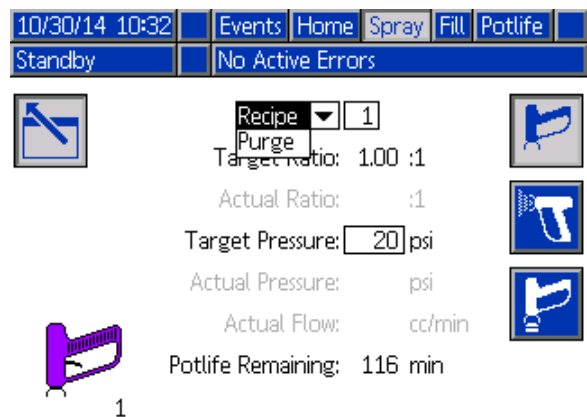 10/30/14 10:32 Events Home Spray Fill Potlife
Standby No Active Errors
Recipe 1
Purge
Target Ratio: 1.00 :1
Actual Ratio: :1
Target Pressure: 20 psi
Actual Pressure: psi
Actual Flow: cc/min
Potlife Remaining: 116 min
1